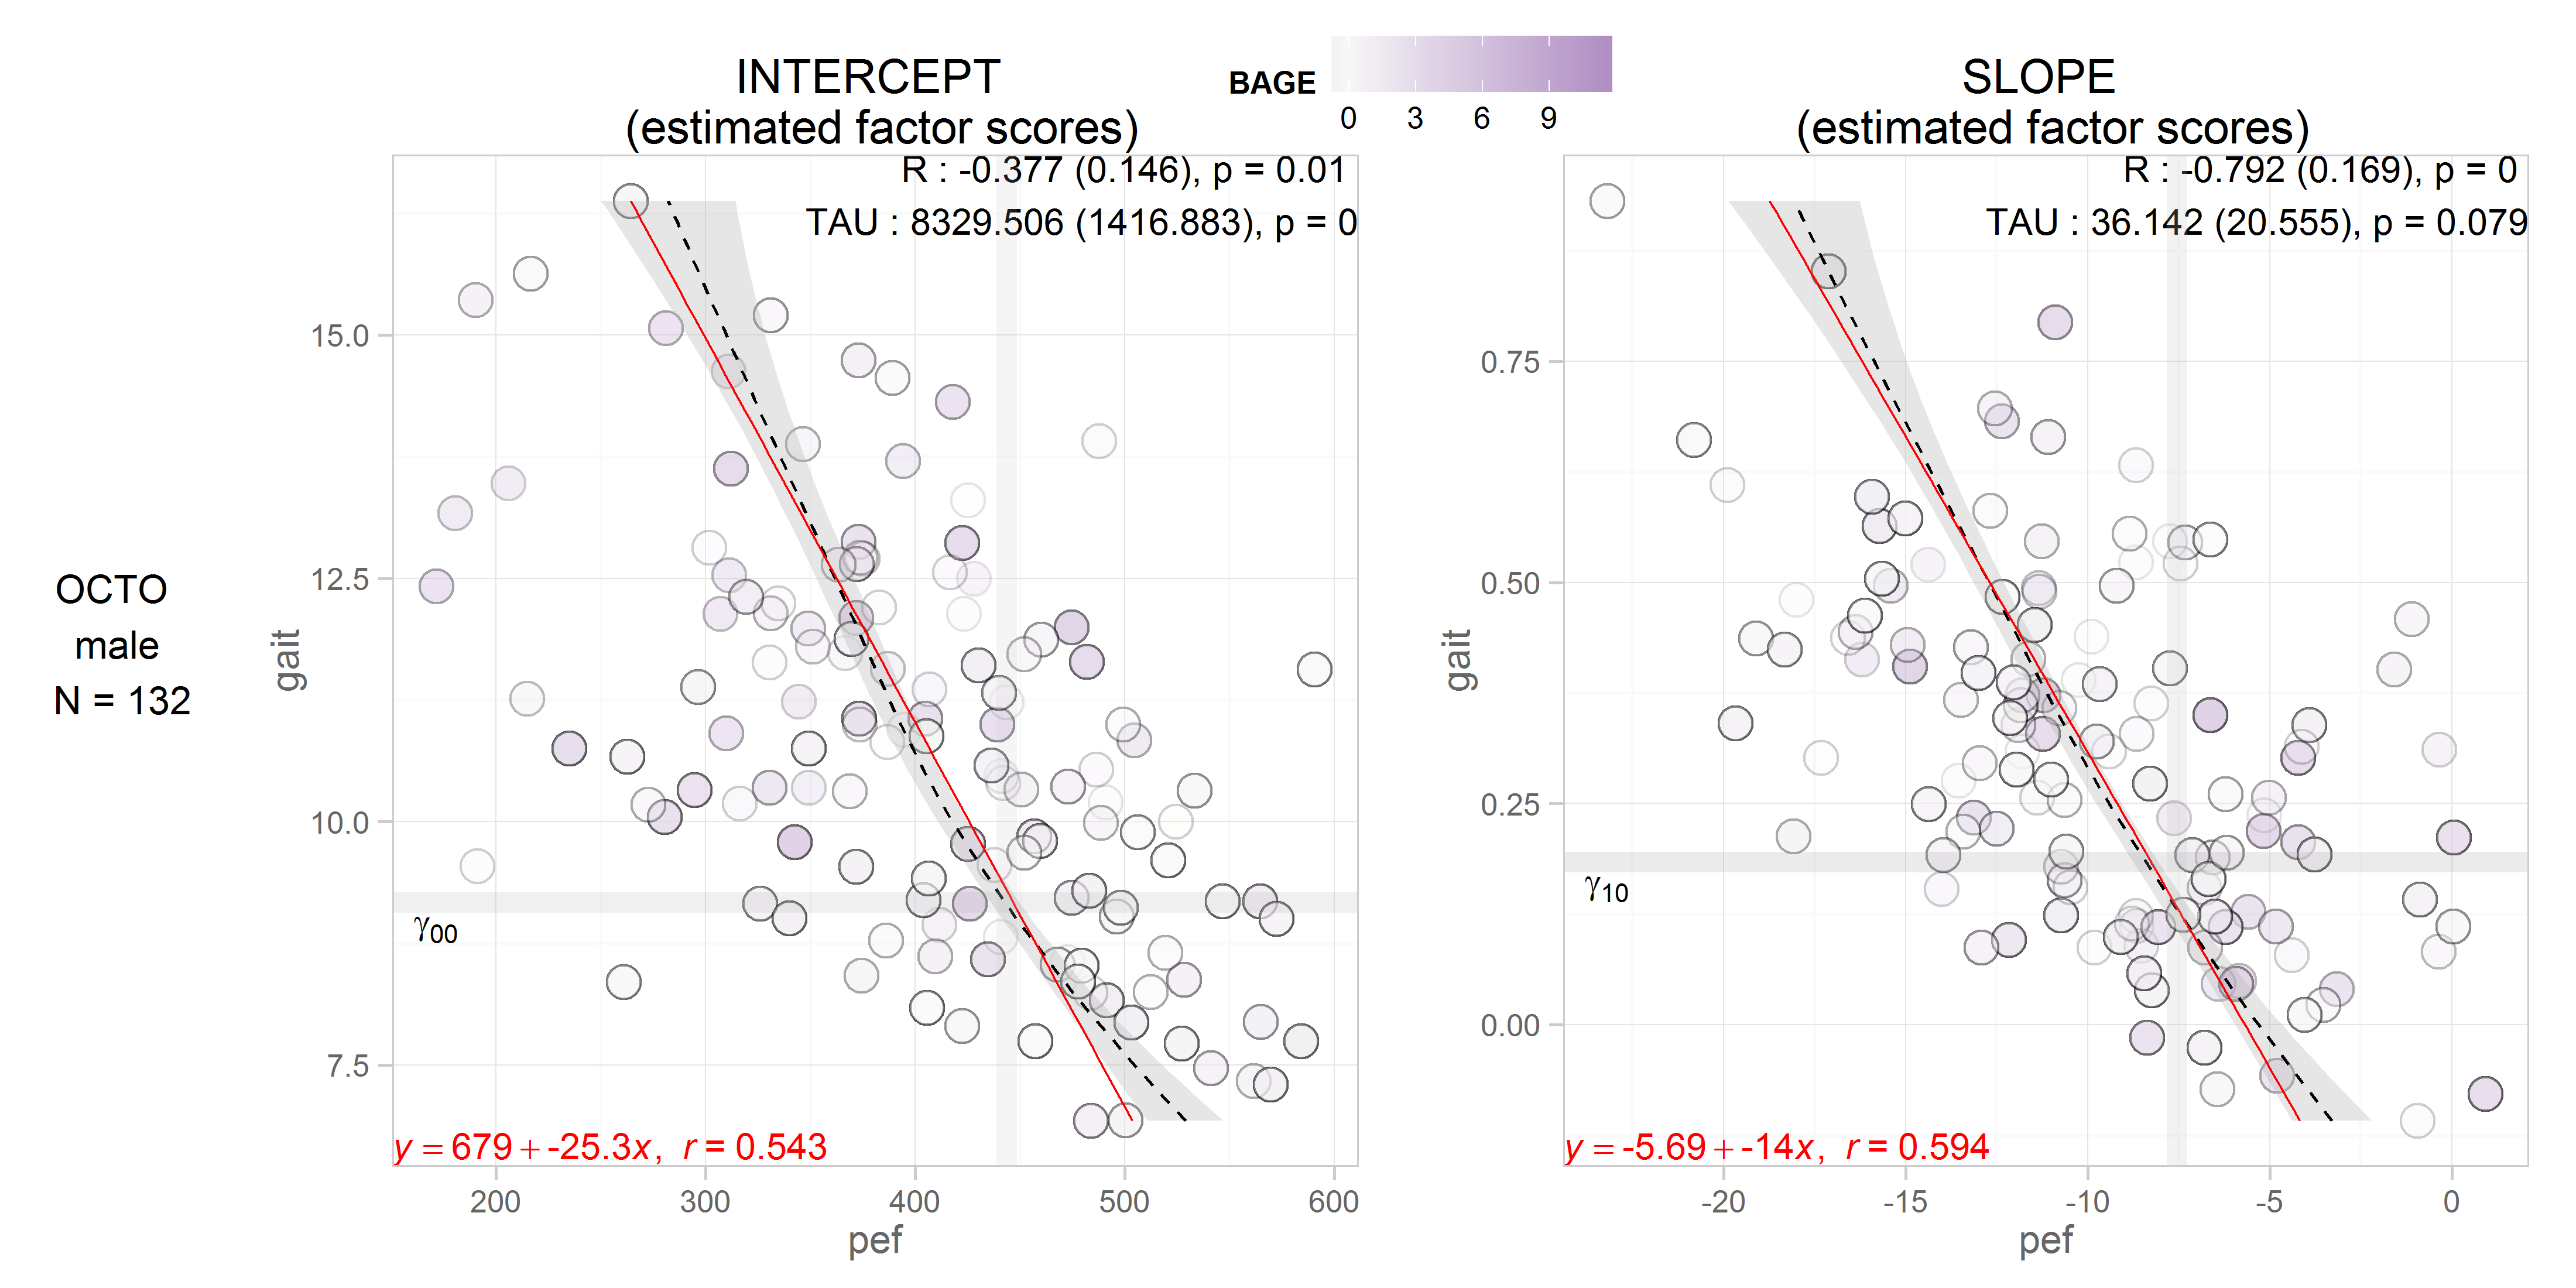 INTERCEPT
(estimated factor scores)
BAGE
0 3 6 9
SLOPE
(estimated factor scores)
R : -0.377 (0.146), p = 0.01
TAU : 8329.506 (1416.883), p = 0
R : -0.792 (0.169), p = 0
TAU : 36.142 (20.555), p = 0.079
OCTO
male
N = 132
gait
15.0
12.5
10.0
7.5
γ00
y = 679 + -25.3x, r = 0.543
200 300 400 500 600
pef
gait
0.75
0.50
0.25
0.00
γ10
y = -5.69 + -14x, r = 0.594
-20 -15 -10 -5 0
pef